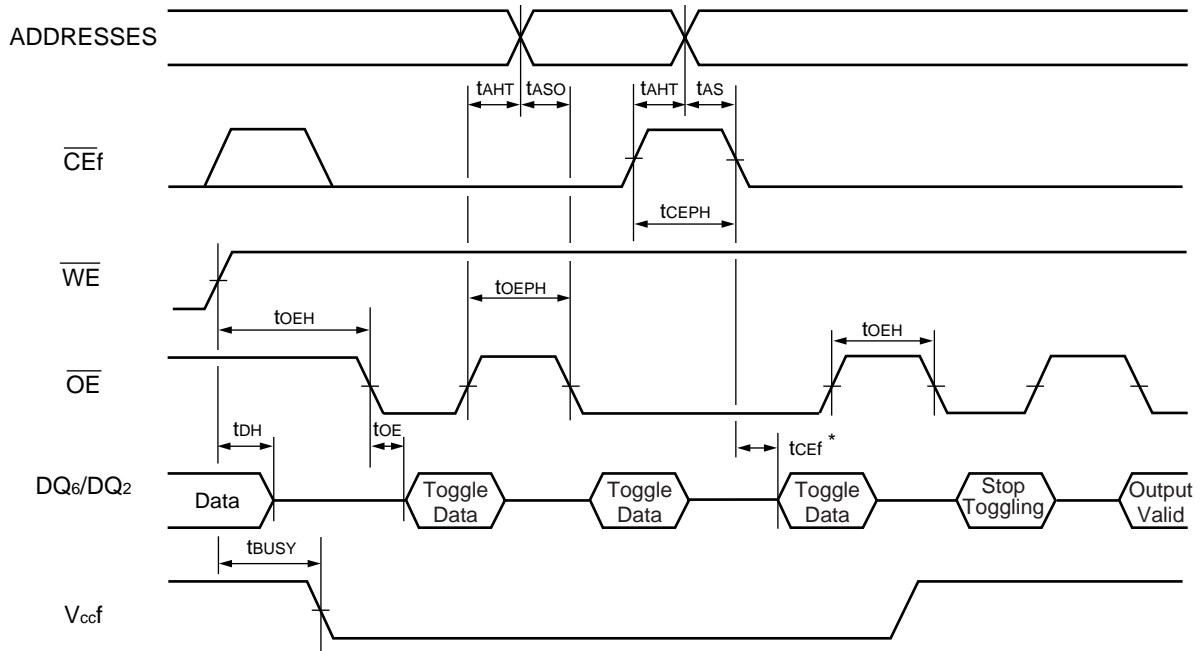 ADDRESSES
tAHT tASO tAHT tAS
CEf
tCEPH
WE
tOEPH
tOEH tOEH
OE
tDH tOE tCEf *
DQ6/DQ2
Data Toggle Data Toggle Data Toggle Data Stop Toggling Output Valid
tBUSY
Vccf